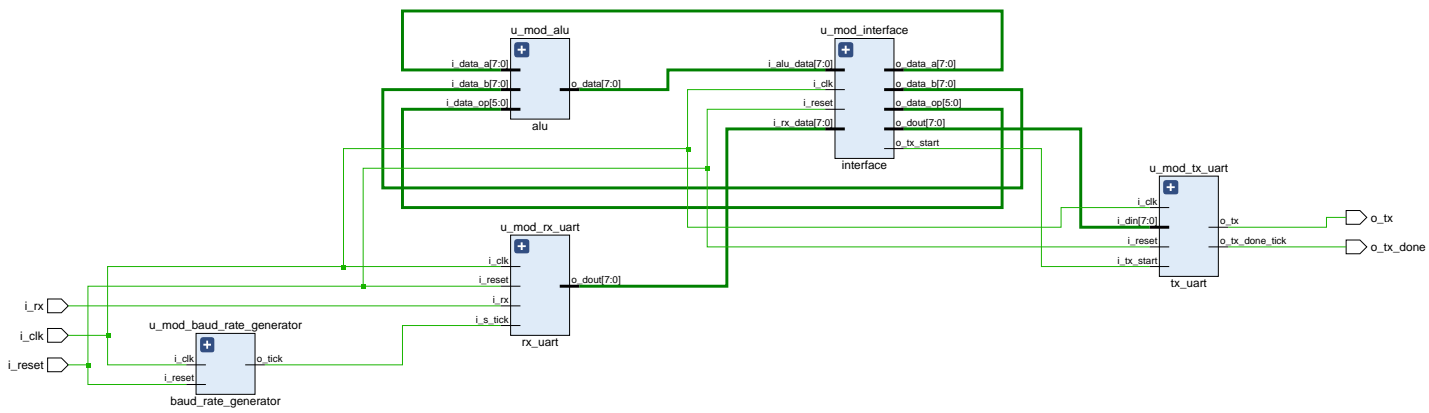 u_mod_alu
i_data_a[7:0]
i_data_b[7:0]
i_data_op[5:0]
o_data[7:0]
alu
u_mod_interface
i_alu_data[7:0]
i_clk
i_reset
i_rx_data[7:0]
o_data_a[7:0]
o_data_b[7:0]
o_data_op[5:0]
o_dout[7:0]
o_tx_start
interface
u_mod_tx_uart
i_clk
i_din[7:0]
i_reset
i_tx_start
o_tx
o_tx_done_tick
tx_uart
o_tx
o_tx_done
u_mod_rx_uart
i_clk
i_reset
i_rx
i_s_tick
o_dout[7:0]
rx_uart
i_rx
i_clk
i_reset
u_mod_baud_rate_generator
i_clk
i_reset
o_tick
baud_rate_generator